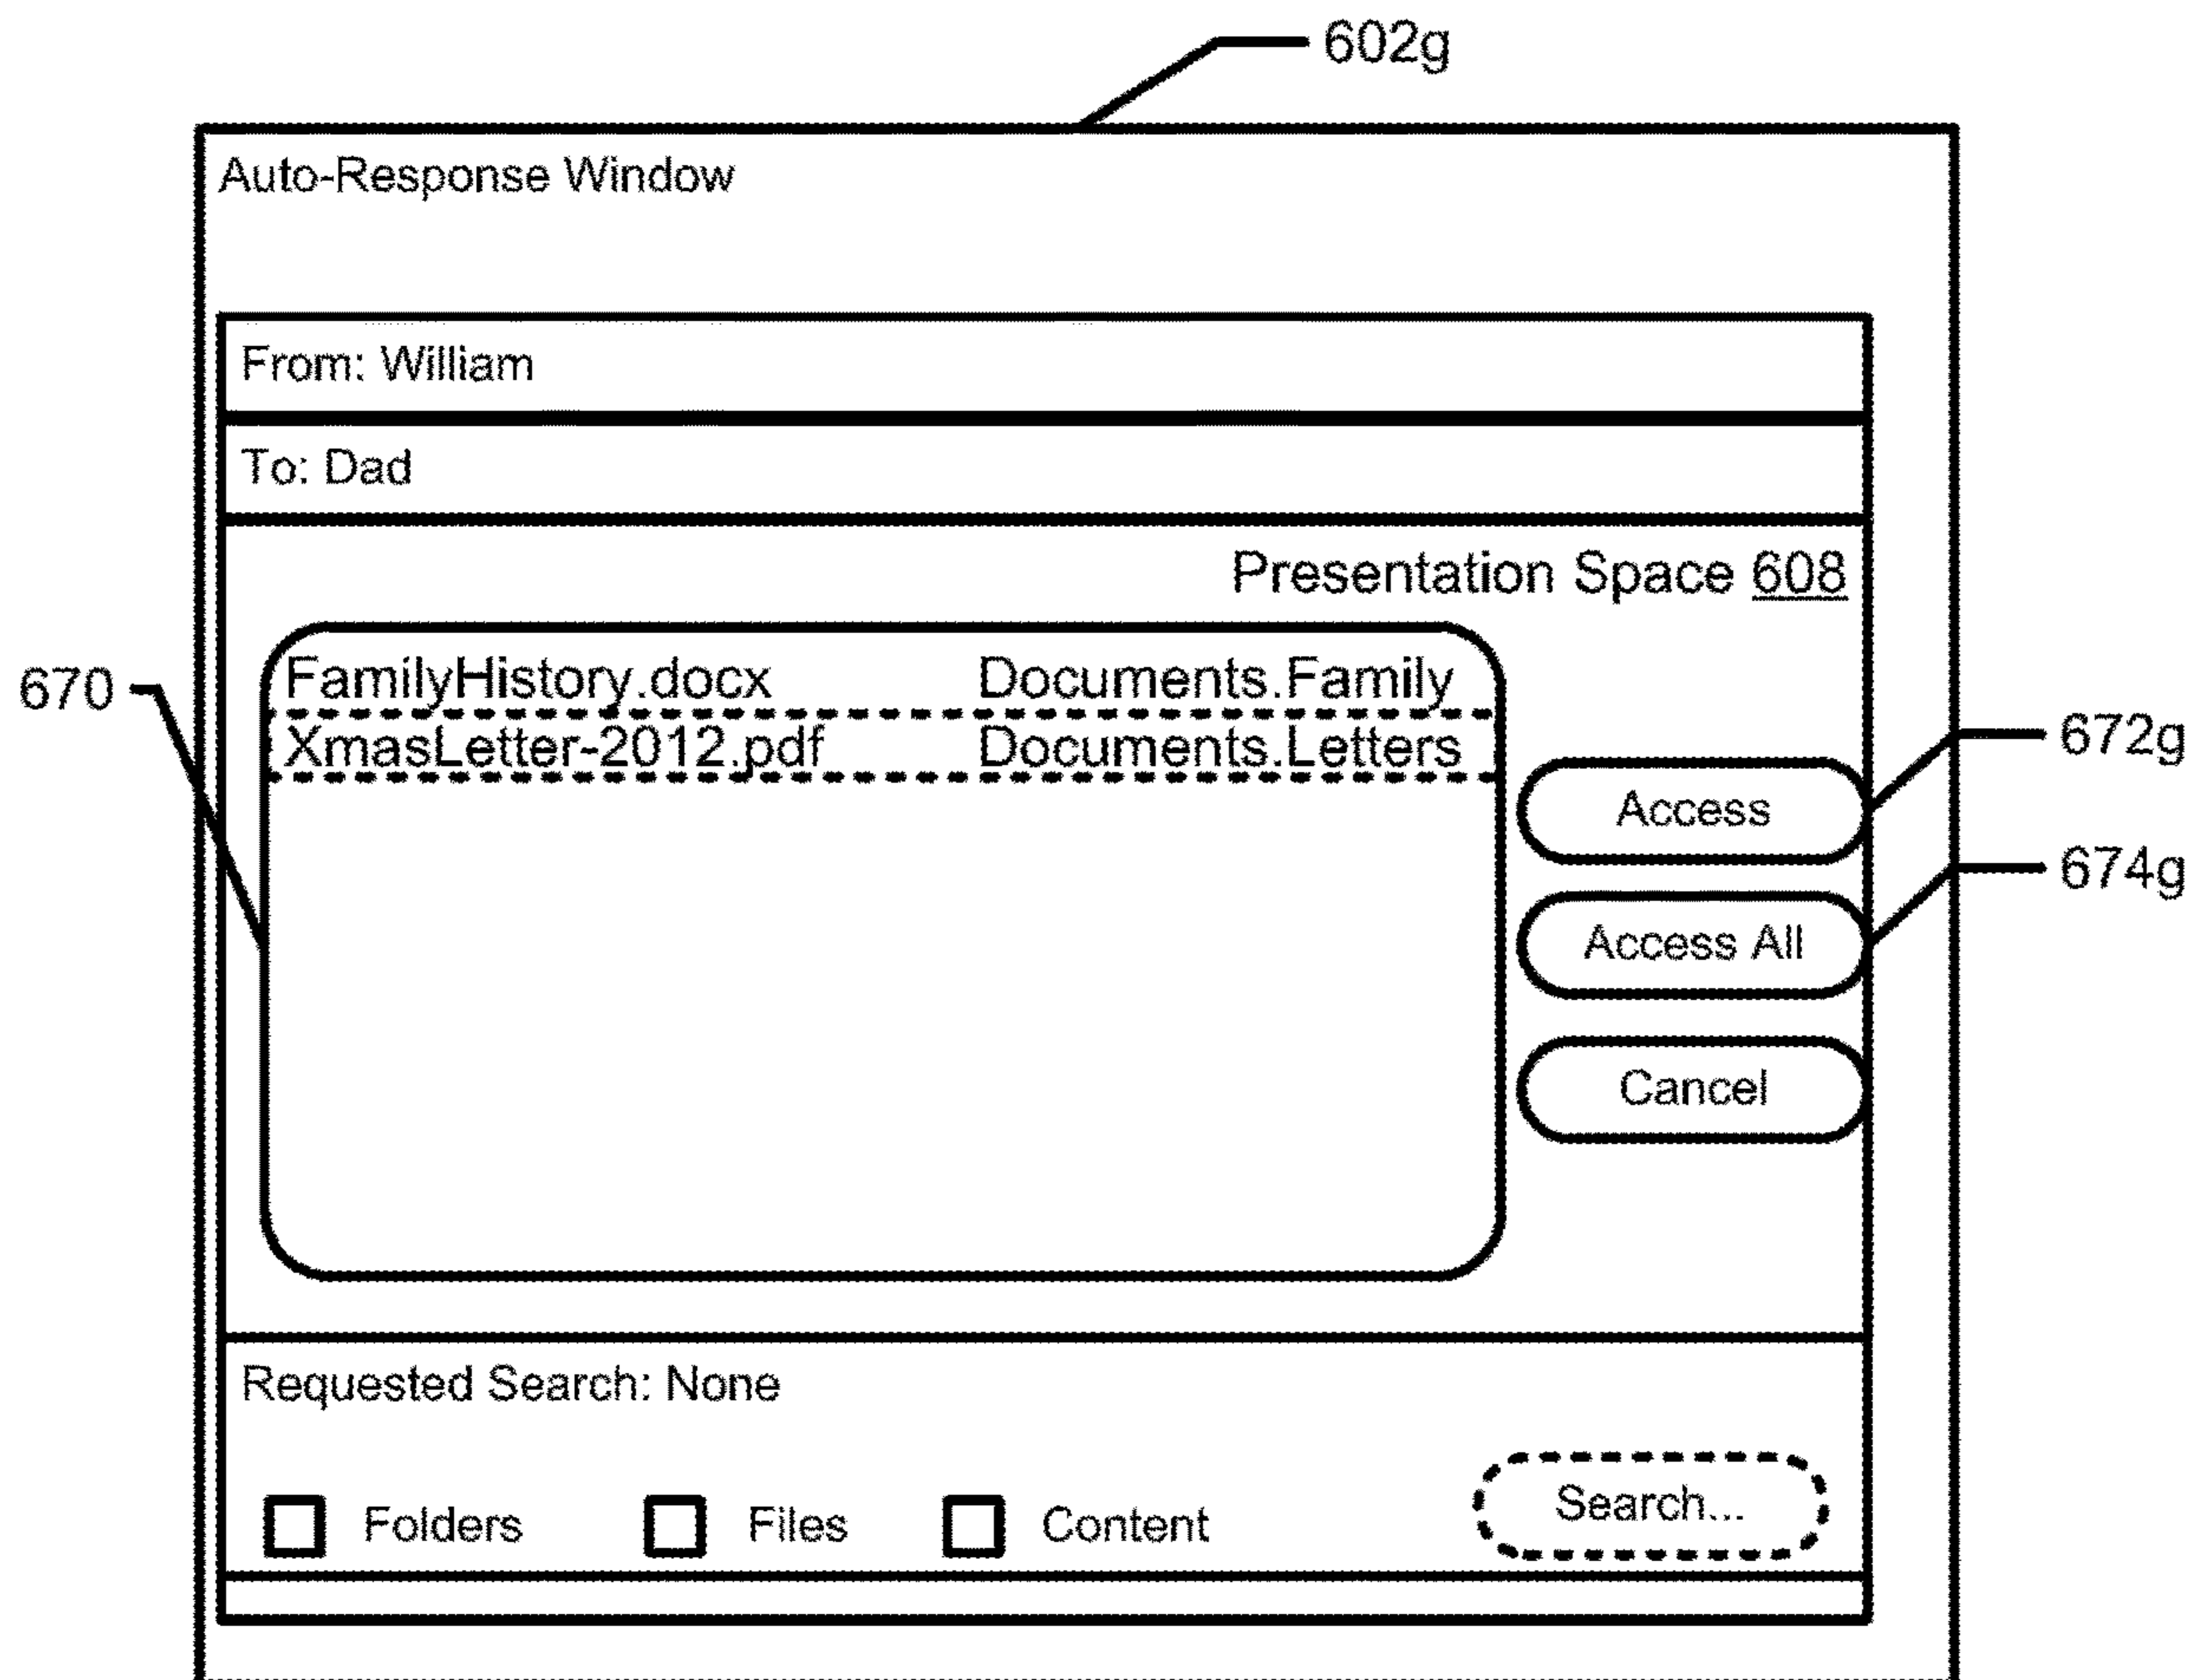 602g
Auto-Response Window
From: William
To: Dad
Presentation Space 608
670
FamilyHistory.docx Documents.Family
XmasLetter-2012.pdf Documents.Letters
672g
Access
674g
Access All
Cancel
Requested Search: None
Folders Files Content Search...